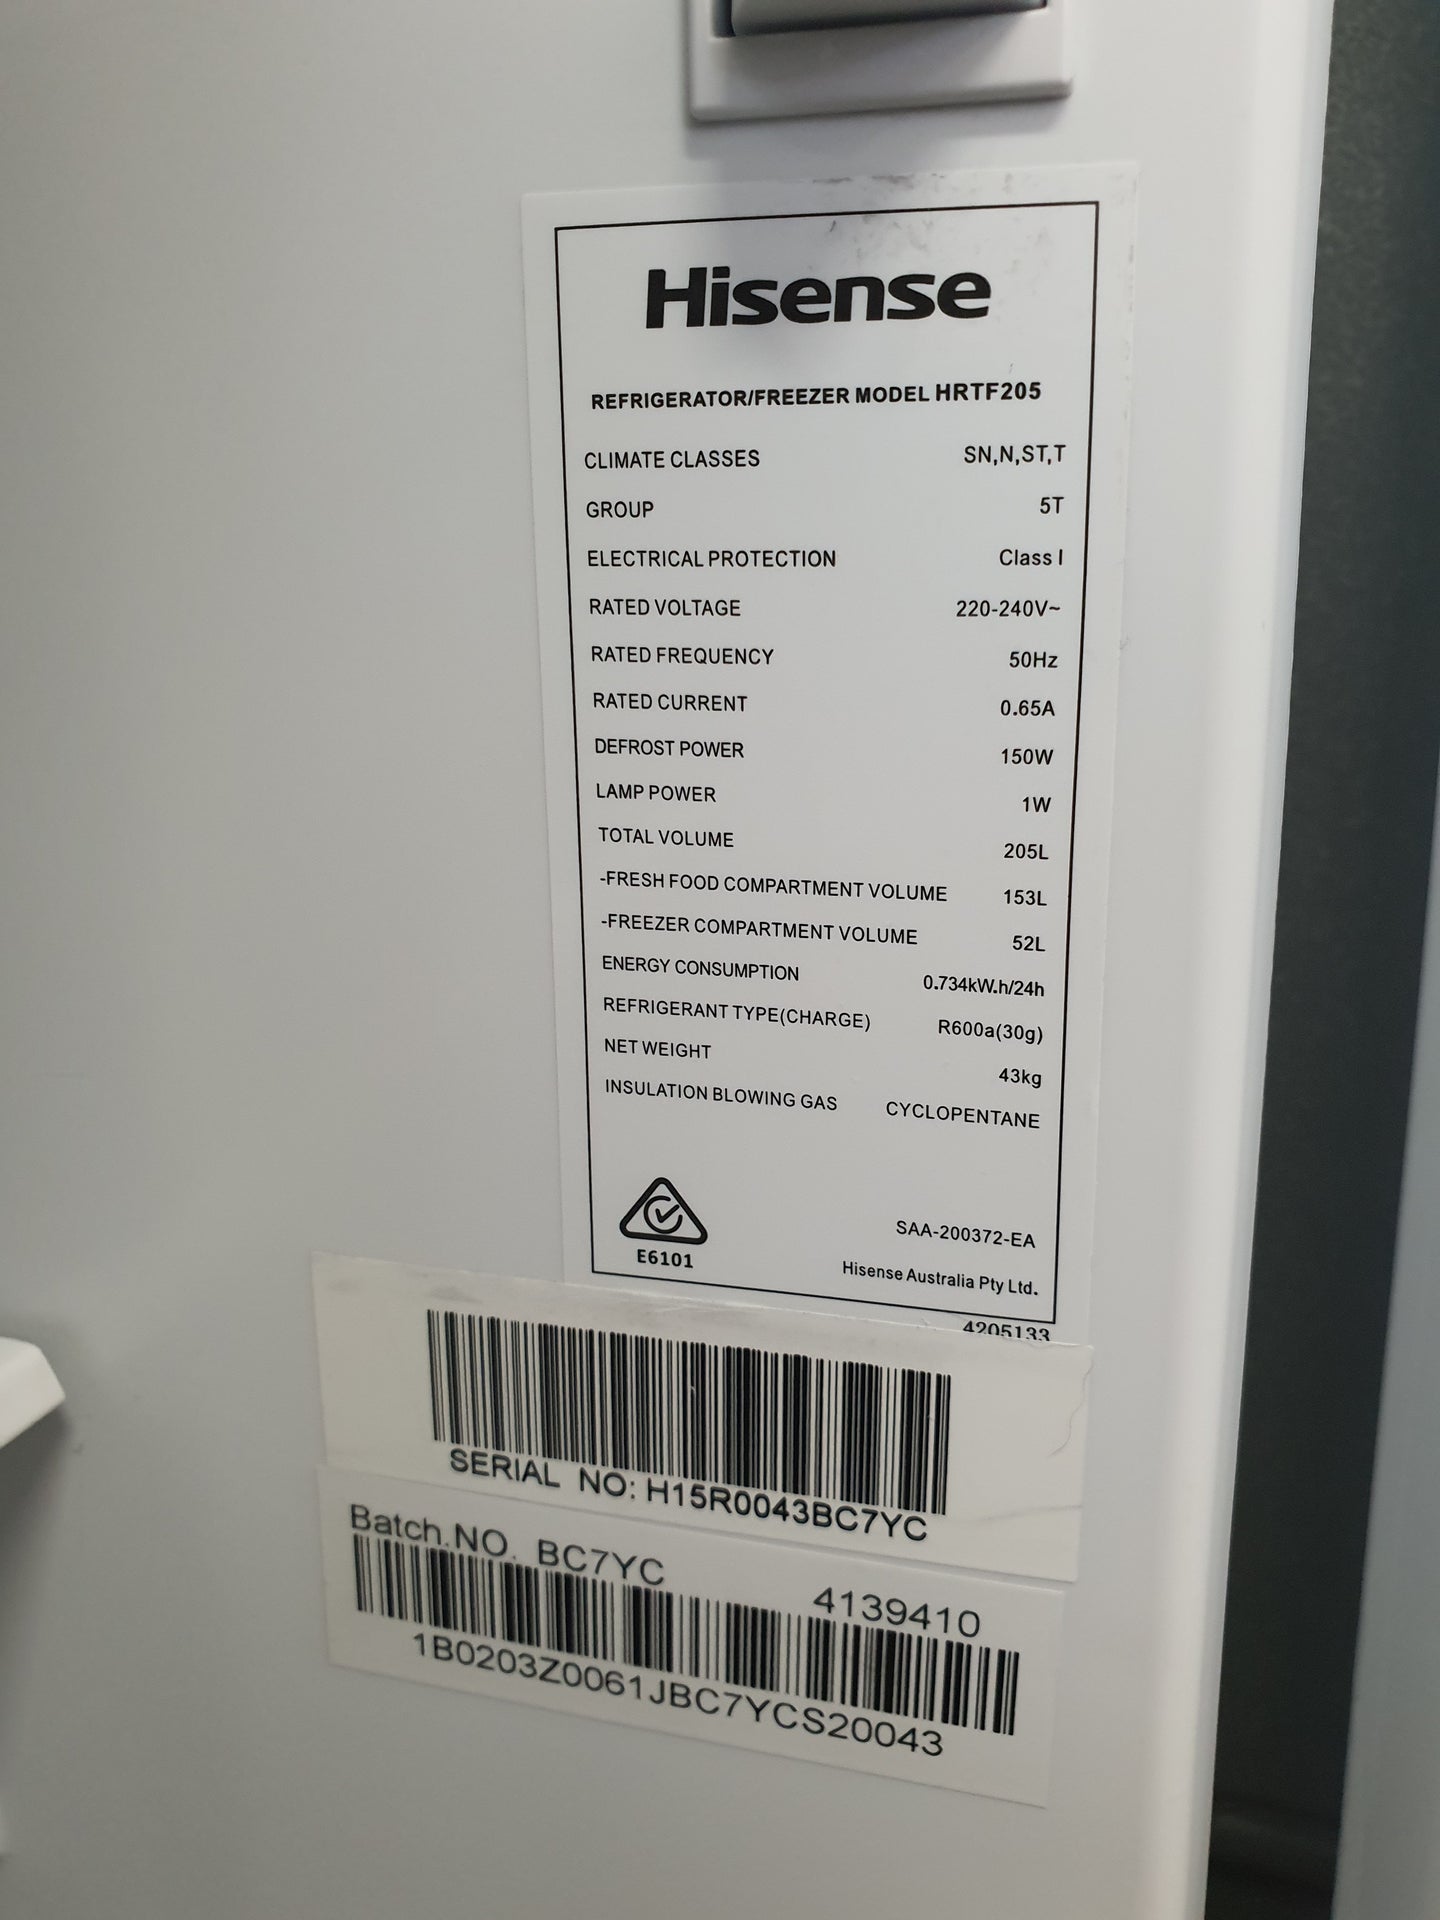 Hisense
REFRIGERATOR/FREEZER MODEL HRTF205
CLIMATE CLASSES SN,N,ST,T
GROUP 5T
ELECTRICAL PROTECTION Class I
RATED VOLTAGE 220-240V~
RATED FREQUENCY 50Hz
RATED CURRENT 0.65A
DEFROST POWER 150W
LAMP POWER 1W
TOTAL VOLUME 205L
-FRESH FOOD COMPARTMENT VOLUME 153L
-FREEZER COMPARTMENT VOLUME 52L
ENERGY CONSUMPTION 0.734kW.h/24h
REFRIGERANT TYPE(CHARGE) R600a(30g)
NET WEIGHT 43kg
INSULATION BLOWING GAS CYCLOPENTANE
SAA-200372-EA
E6101
Hisense Australia Pty Ltd.
4205133
SERIAL NO: H15R0043BC7YC
Batch.NO. BC7YC 4139410
1B0203Z0061JBC7YCS20043